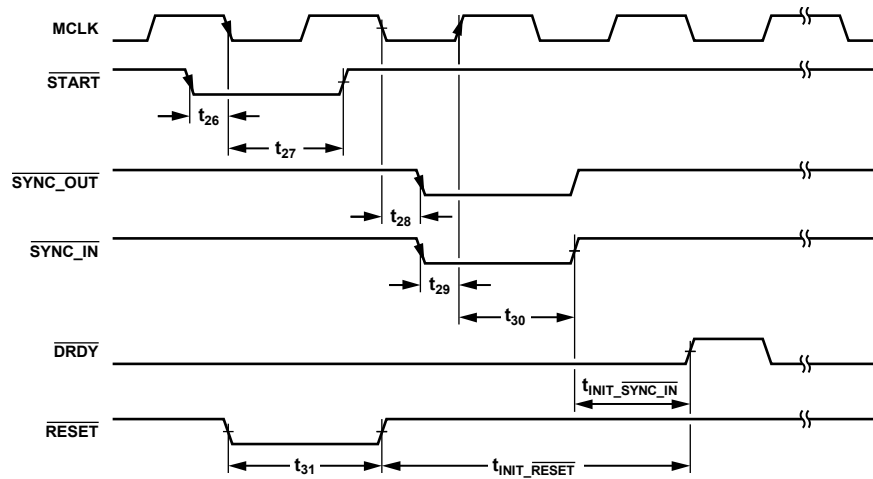 MCLK
START
t26
t27
SYNC_OUT
t28
SYNC_IN
t29
t30
DRDY
tINIT_SYNC_IN
RESET
t31
tINIT_RESET